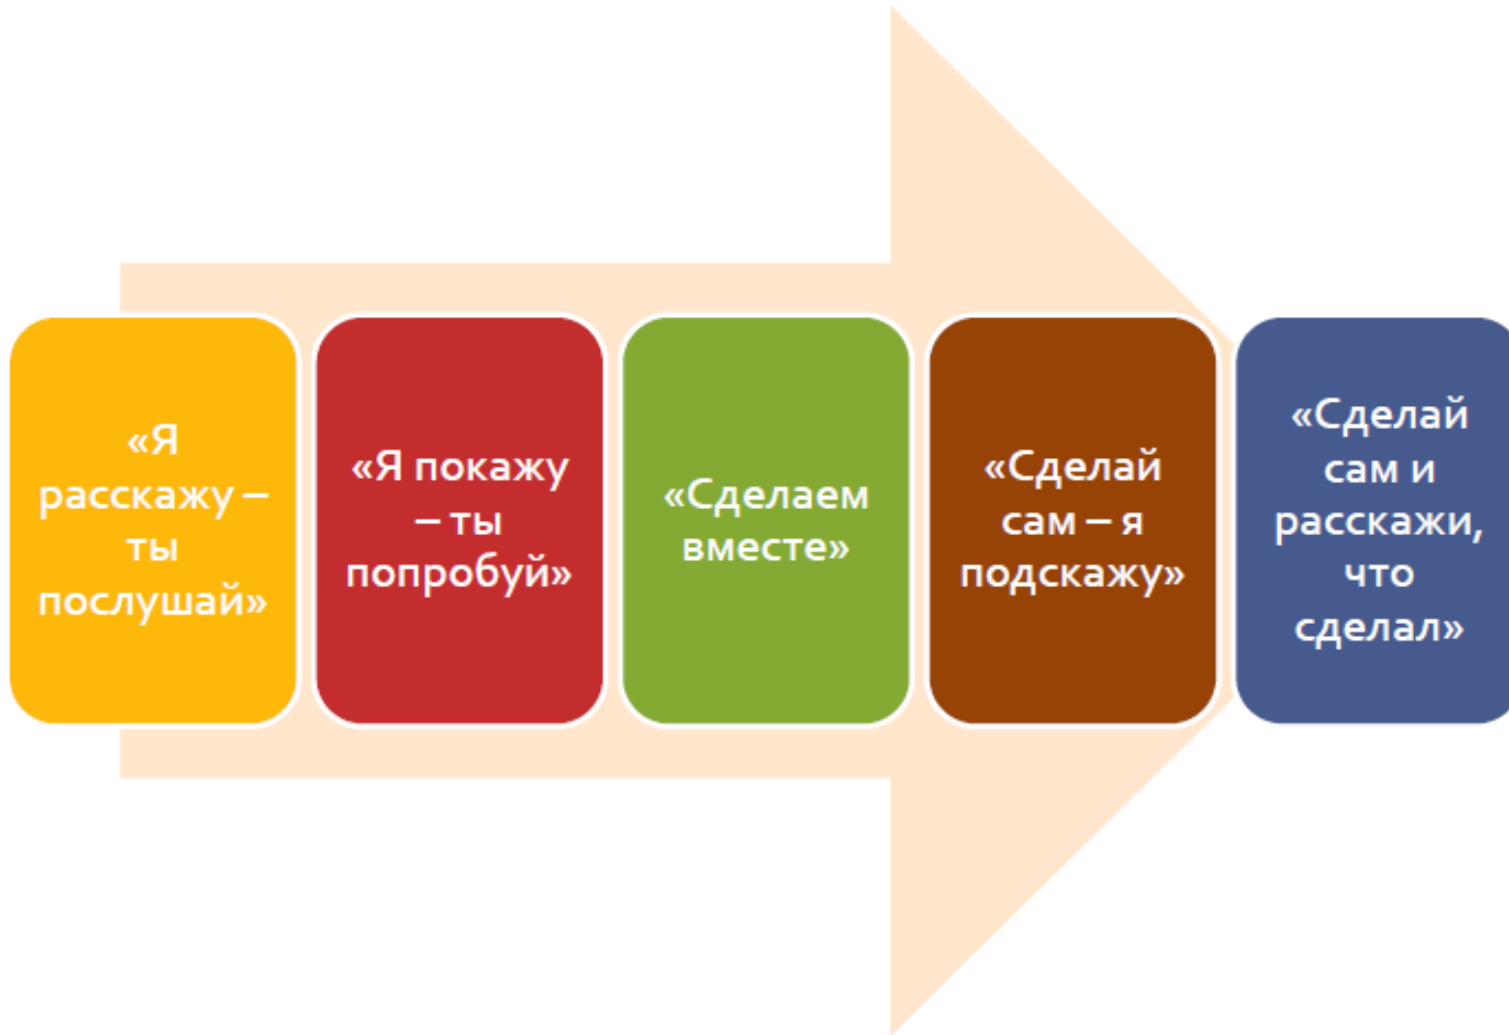 «Я
расскажу –
ты
послушай»
«Я покажу
– ты
попробуй»
«Сделаем
вместе»
«Сделай
сам – я
подскажу»
«Сделай
сам и
расскажи,
что
сделал»